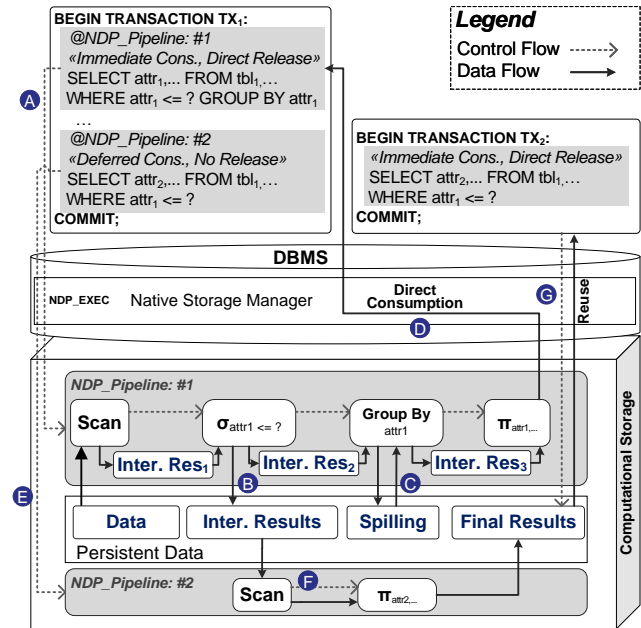 BEGIN TRANSACTION TX1:
@NDP_Pipeline: #1
«Immediate Cons., Direct Release»
SELECT attr1,... FROM tbl1,...
WHERE attr1 <= ? GROUP BY attr1
...
@NDP_Pipeline: #2
«Deferred Cons., No Release»
SELECT attr2,... FROM tbl1,...
WHERE attr1 <= ?
COMMIT;
Legend
Control Flow
Data Flow
A
BEGIN TRANSACTION TX2:
«Immediate Cons., Direct Release»
SELECT attr2,... FROM tbl1,...
WHERE attr1 <= ?
COMMIT;
DBMS
NDP_EXEC
Native Storage Manager
Direct
Consumption
D
G
Reuse
NDP_Pipeline: #1
Scan
σattr1 <= ?
Group By
attr1
πattr1,...
Inter. Res1
Inter. Res2
Inter. Res3
B
C
E
Data
Inter. Results
Spilling
Final Results
Persistent Data
NDP_Pipeline: #2
Scan
F
πattr2,...
Computational Storage